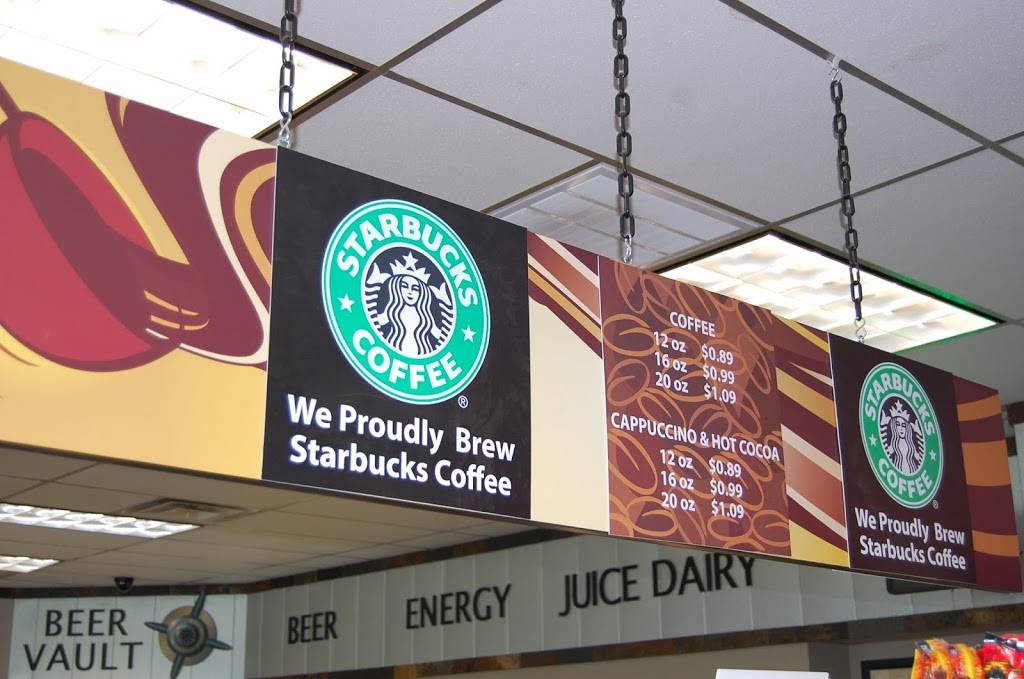 STARBUCKS
COFFEE
®
We Proudly Brew
Starbucks Coffee
COFFEE
12 oz $0.89
16 oz $0.99
20 oz $1.09
CAPPUCCINO & HOT COCOA
12 oz $0.89
16 oz $0.99
20 oz $1.09
STARBUCKS
COFFEE
®
We Proudly Brew
Starbucks Coffee
BEER
VAULT
BEER
ENERGY
JUICE DAIRY